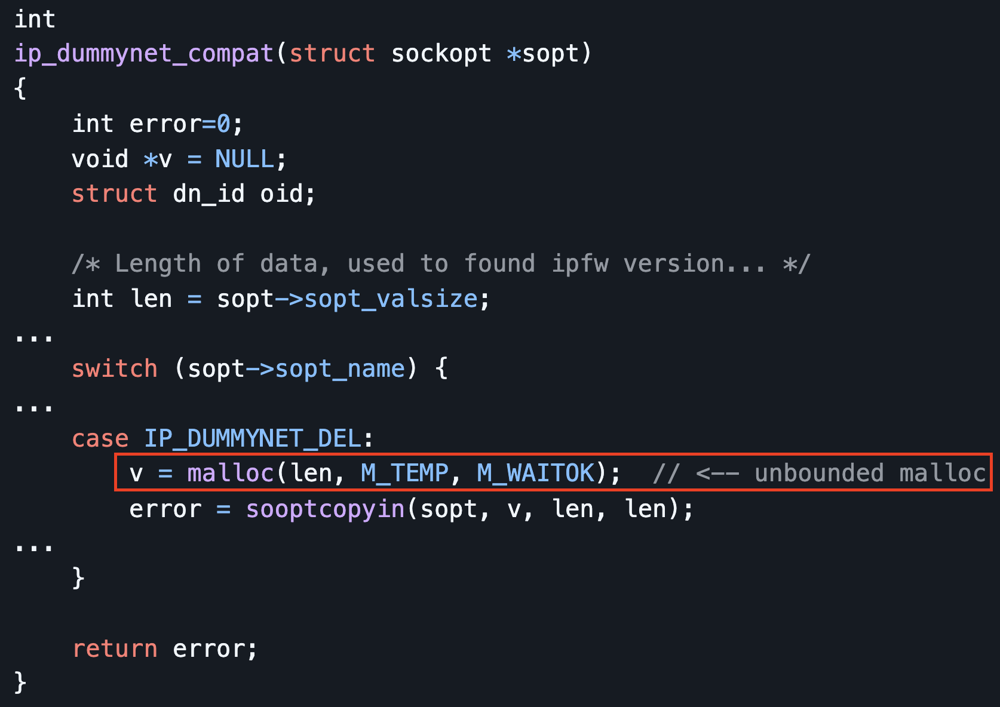 int
ip_dummynet_compat(struct sockopt *sopt)
{
    int error=0;
    void *v = NULL;
    struct dn_id oid;

    /* Length of data, used to found ipfw version... */
    int len = sopt->sopt_valsize;
...
    switch (sopt->sopt_name) {
...
    case IP_DUMMYNET_DEL:
        v = malloc(len, M_TEMP, M_WAITOK);  // <-- unbounded malloc
        error = sooptcopyin(sopt, v, len, len);
...
    }

    return error;
}